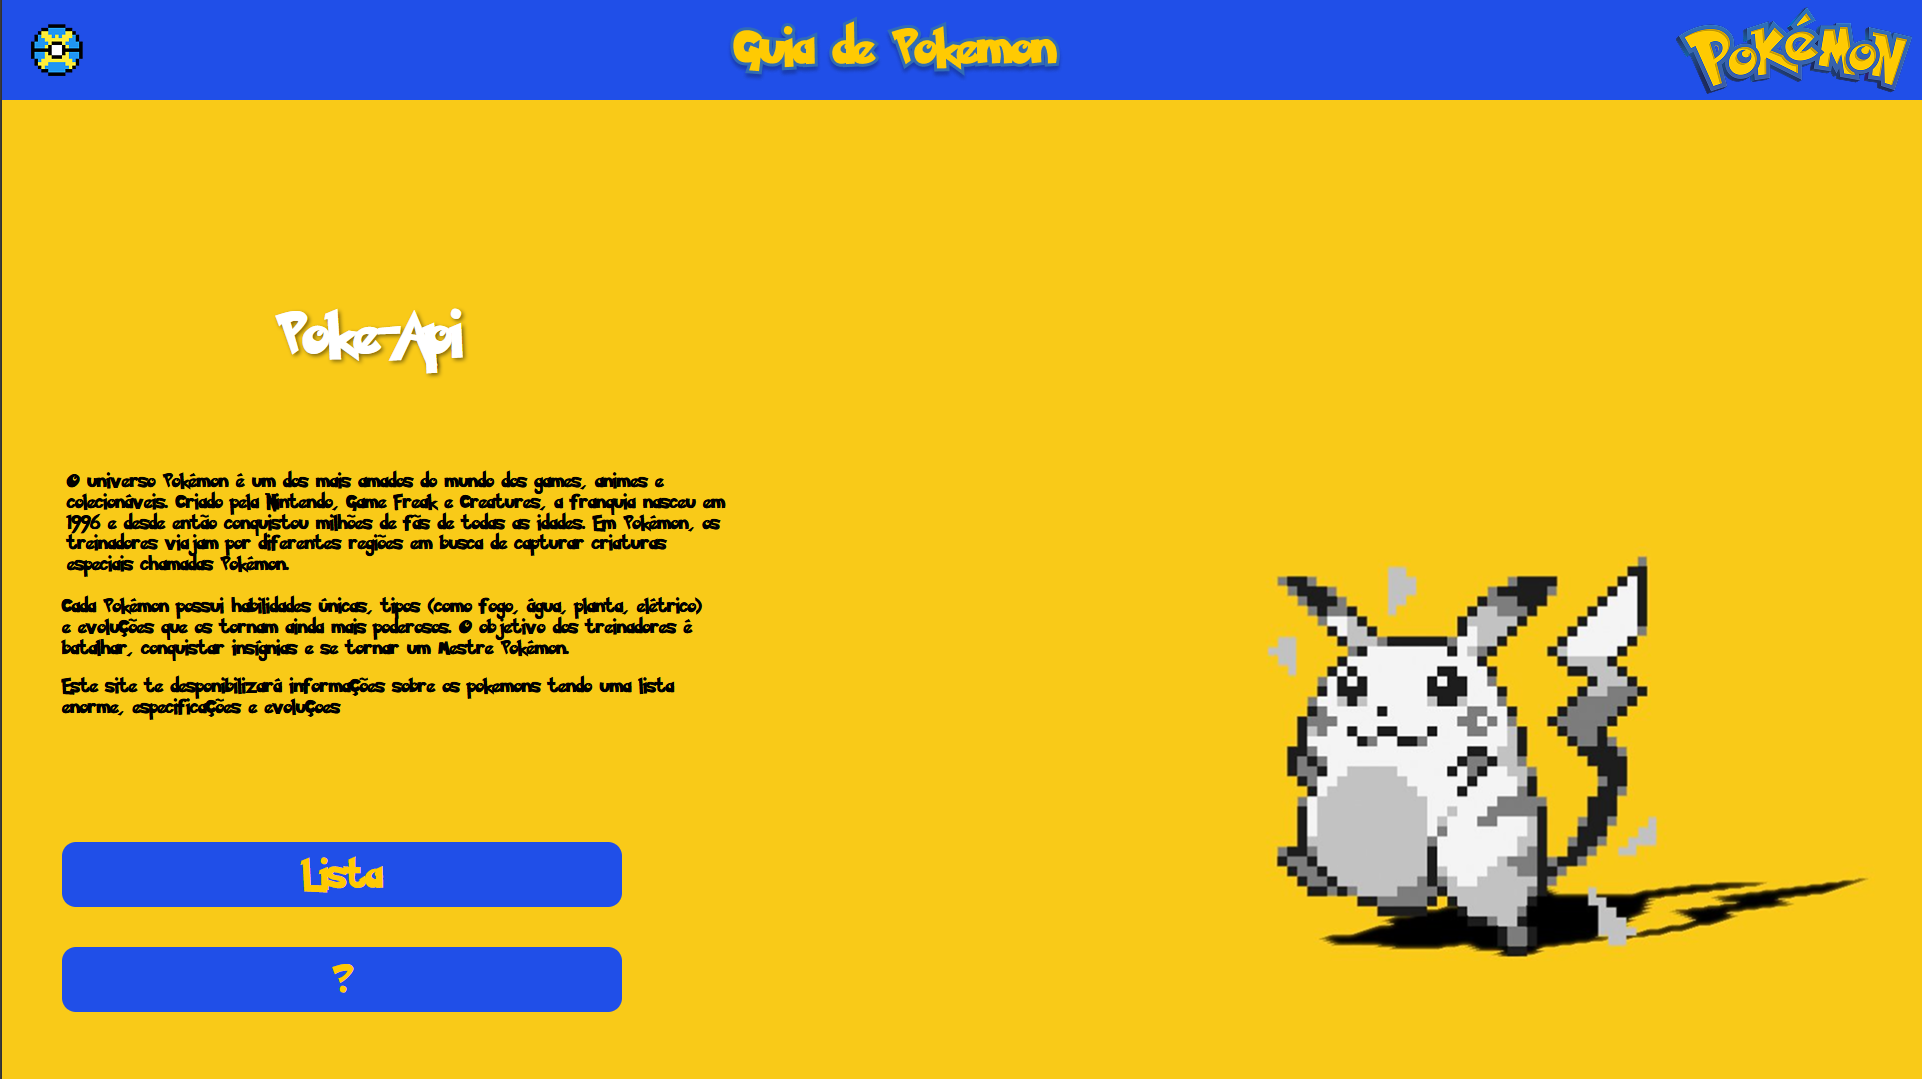 Guia de Pokemon
POKéMON
Poke-Api
O universo Pokémon é um dos mais amados do mundo dos games, animes e
colecionáveis. Criado pela Nintendo, Game Freak e Creatures, a franquia nasceu em
1996 e desde então conquistou milhões de fãs de todas as idades. Em Pokémon, os
treinadores viajam por diferentes regiões em busca de capturar criaturas
especiais chamadas Pokémon.
Cada Pokémon possui habilidades únicas, tipos (como fogo, água, planta, elétrico)
e evoluções que os tornam ainda mais poderosos. O objetivo dos treinadores é
batalhar, conquistar insígnias e se tornar um Mestre Pokémon.
Este site te desponibilizará informações sobre os pokemons tendo uma lista
enorme, especificações e evoluçoes
Lista
?